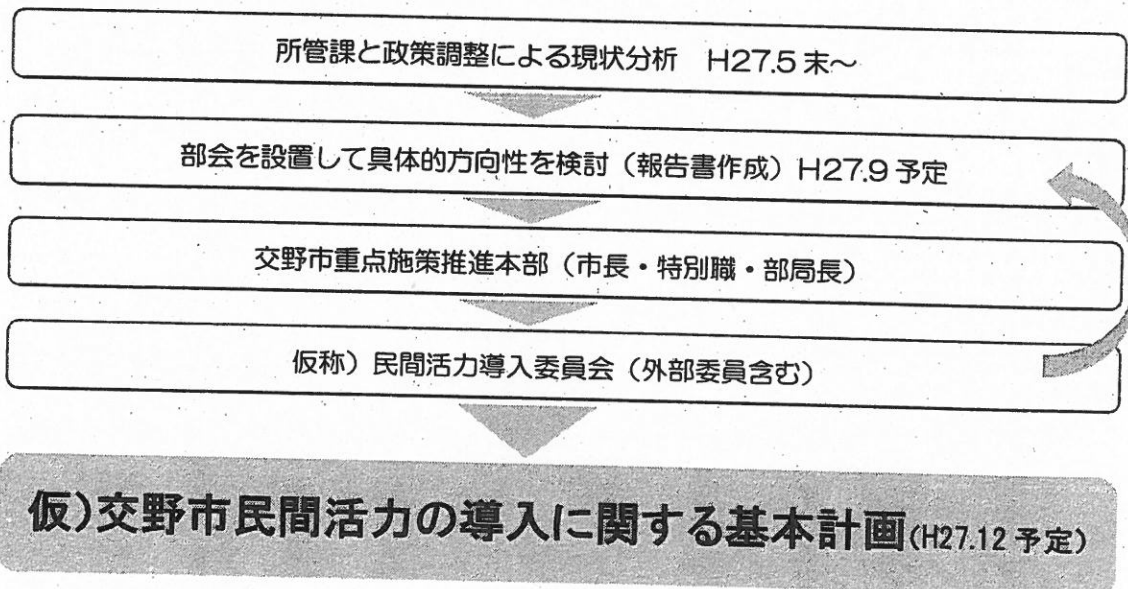 所管課と政策調整による現状分析 H27.5末~
部会を設置して具体的方向性を検討(報告書作成)H27.9予定
交野市重点施策推進本部(市長・特別職・部局長)
仮称)民間活力導入委員会(外部委員含む)
仮)交野市民間活力の導入に関する基本計画(H27.12予定)